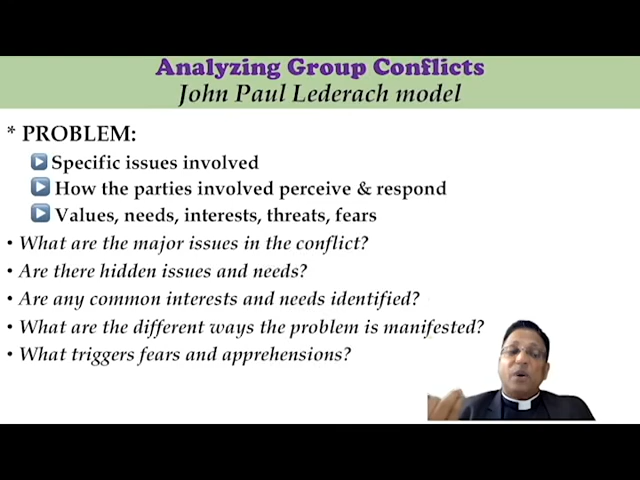 Analyzing Group Conflicts
John Paul Lederach model
* PROBLEM:
Specific issues involved
How the parties involved perceive & respond
Values, needs, interests, threats, fears
• What are the major issues in the conflict?
• Are there hidden issues and needs?
• Are any common interests and needs identified?
• What are the different ways the problem is manifested?
• What triggers fears and apprehensions?